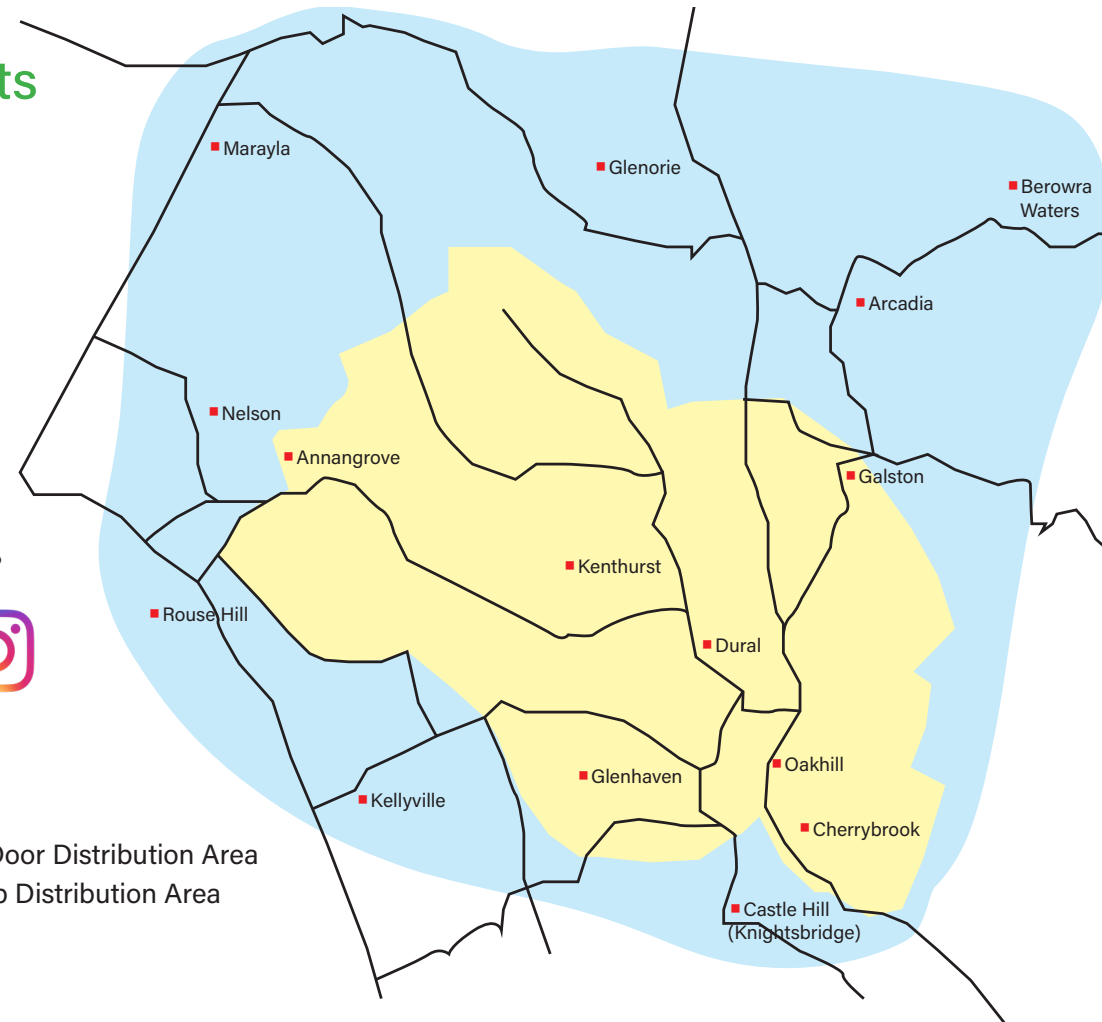 ts
Marayla
Glenorie
Berowra
Waters
Arcadia
Nelson
Annangrove
Galston
Kenthurst
Rouse Hill
Dural
Oakhill
Glenhaven
Kellyville
Cherrybrook
Door Distribution Area
Distribution Area
Castle Hill
(Knightsbridge)